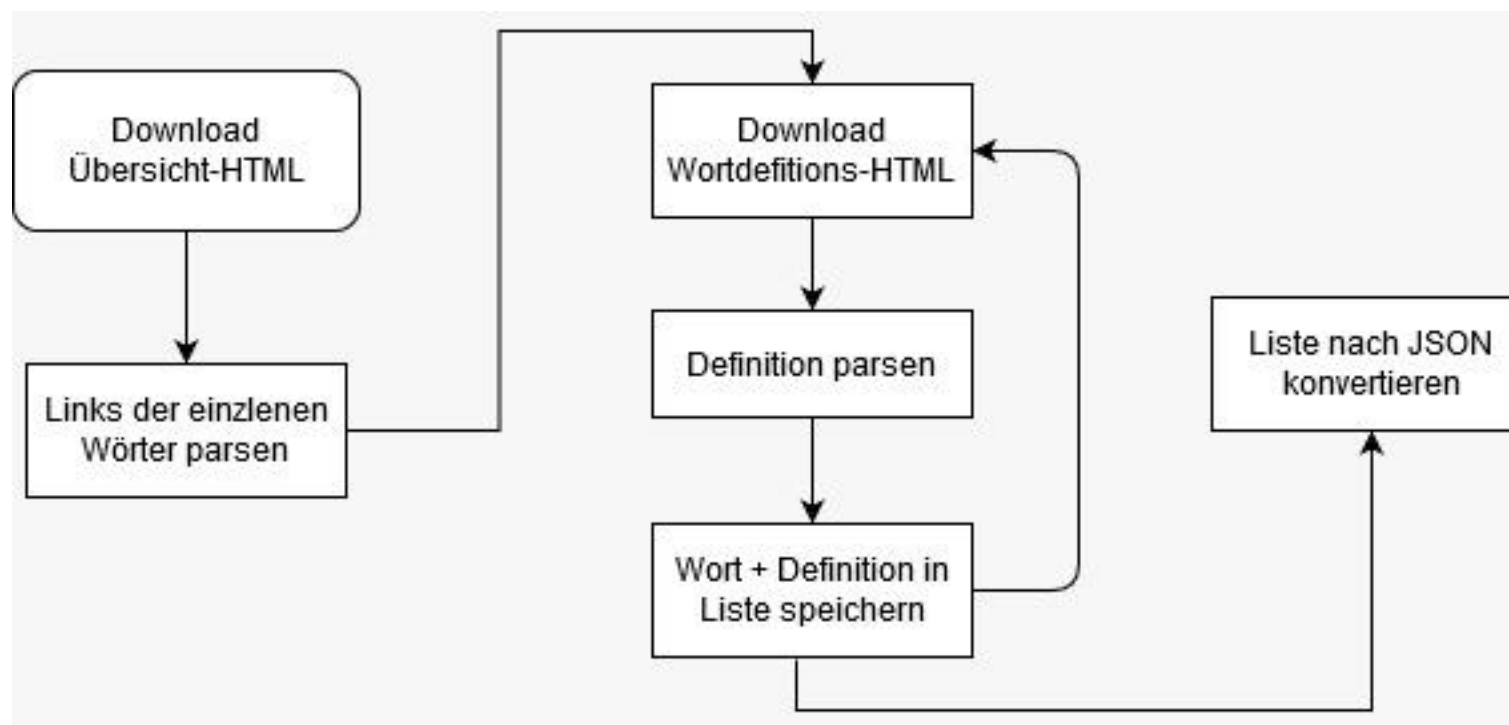 Download
Übersicht-HTML
Links der einzlenen
Wörter parsen
Download
Wortdefitions-HTML
Definition parsen
Wort + Definition in
Liste speichern
Liste nach JSON
konvertieren